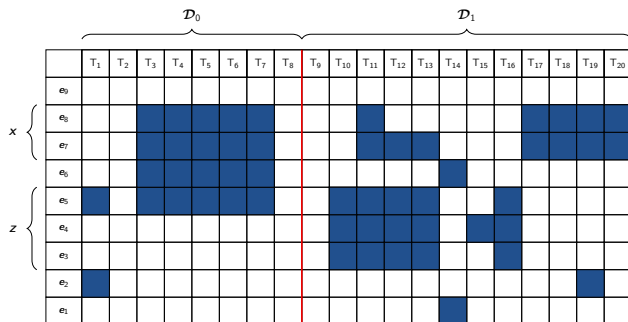 𝓓₀ 𝓓₁
T₁ T₂ T₃ T₄ T₅ T₆ T₇ T₈ T₉ T₁₀ T₁₁ T₁₂ T₁₃ T₁₄ T₁₅ T₁₆ T₁₇ T₁₈ T₁₉ T₂₀
e₉
e₈
x
e₇
e₆
e₅
z e₄
e₃
e₂
e₁